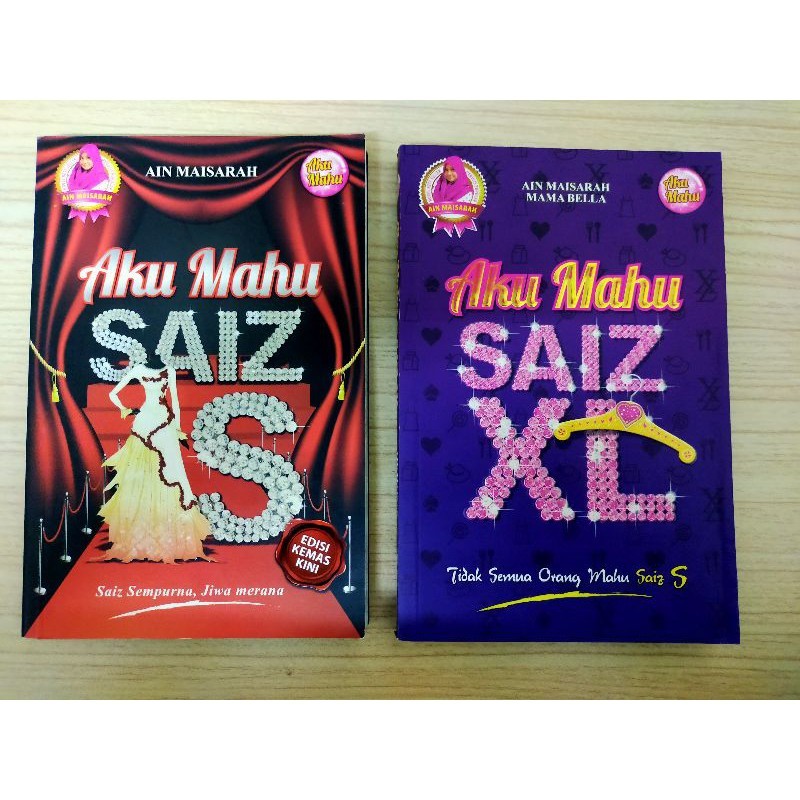 AIN MAISARAH
AIN MAISARAH
Aku
Mahu
Aku Mahu
SAIZ
S
EDISI
KEMAS
KINI
Saiz Sempurna, Jiwa merana
AIN MAISARAH
AIN MAISARAH
MAMA BELLA
Aku
Mahu
Aku Mahu
SAIZ
XL
Tidak Semua Orang Mahu Saiz S